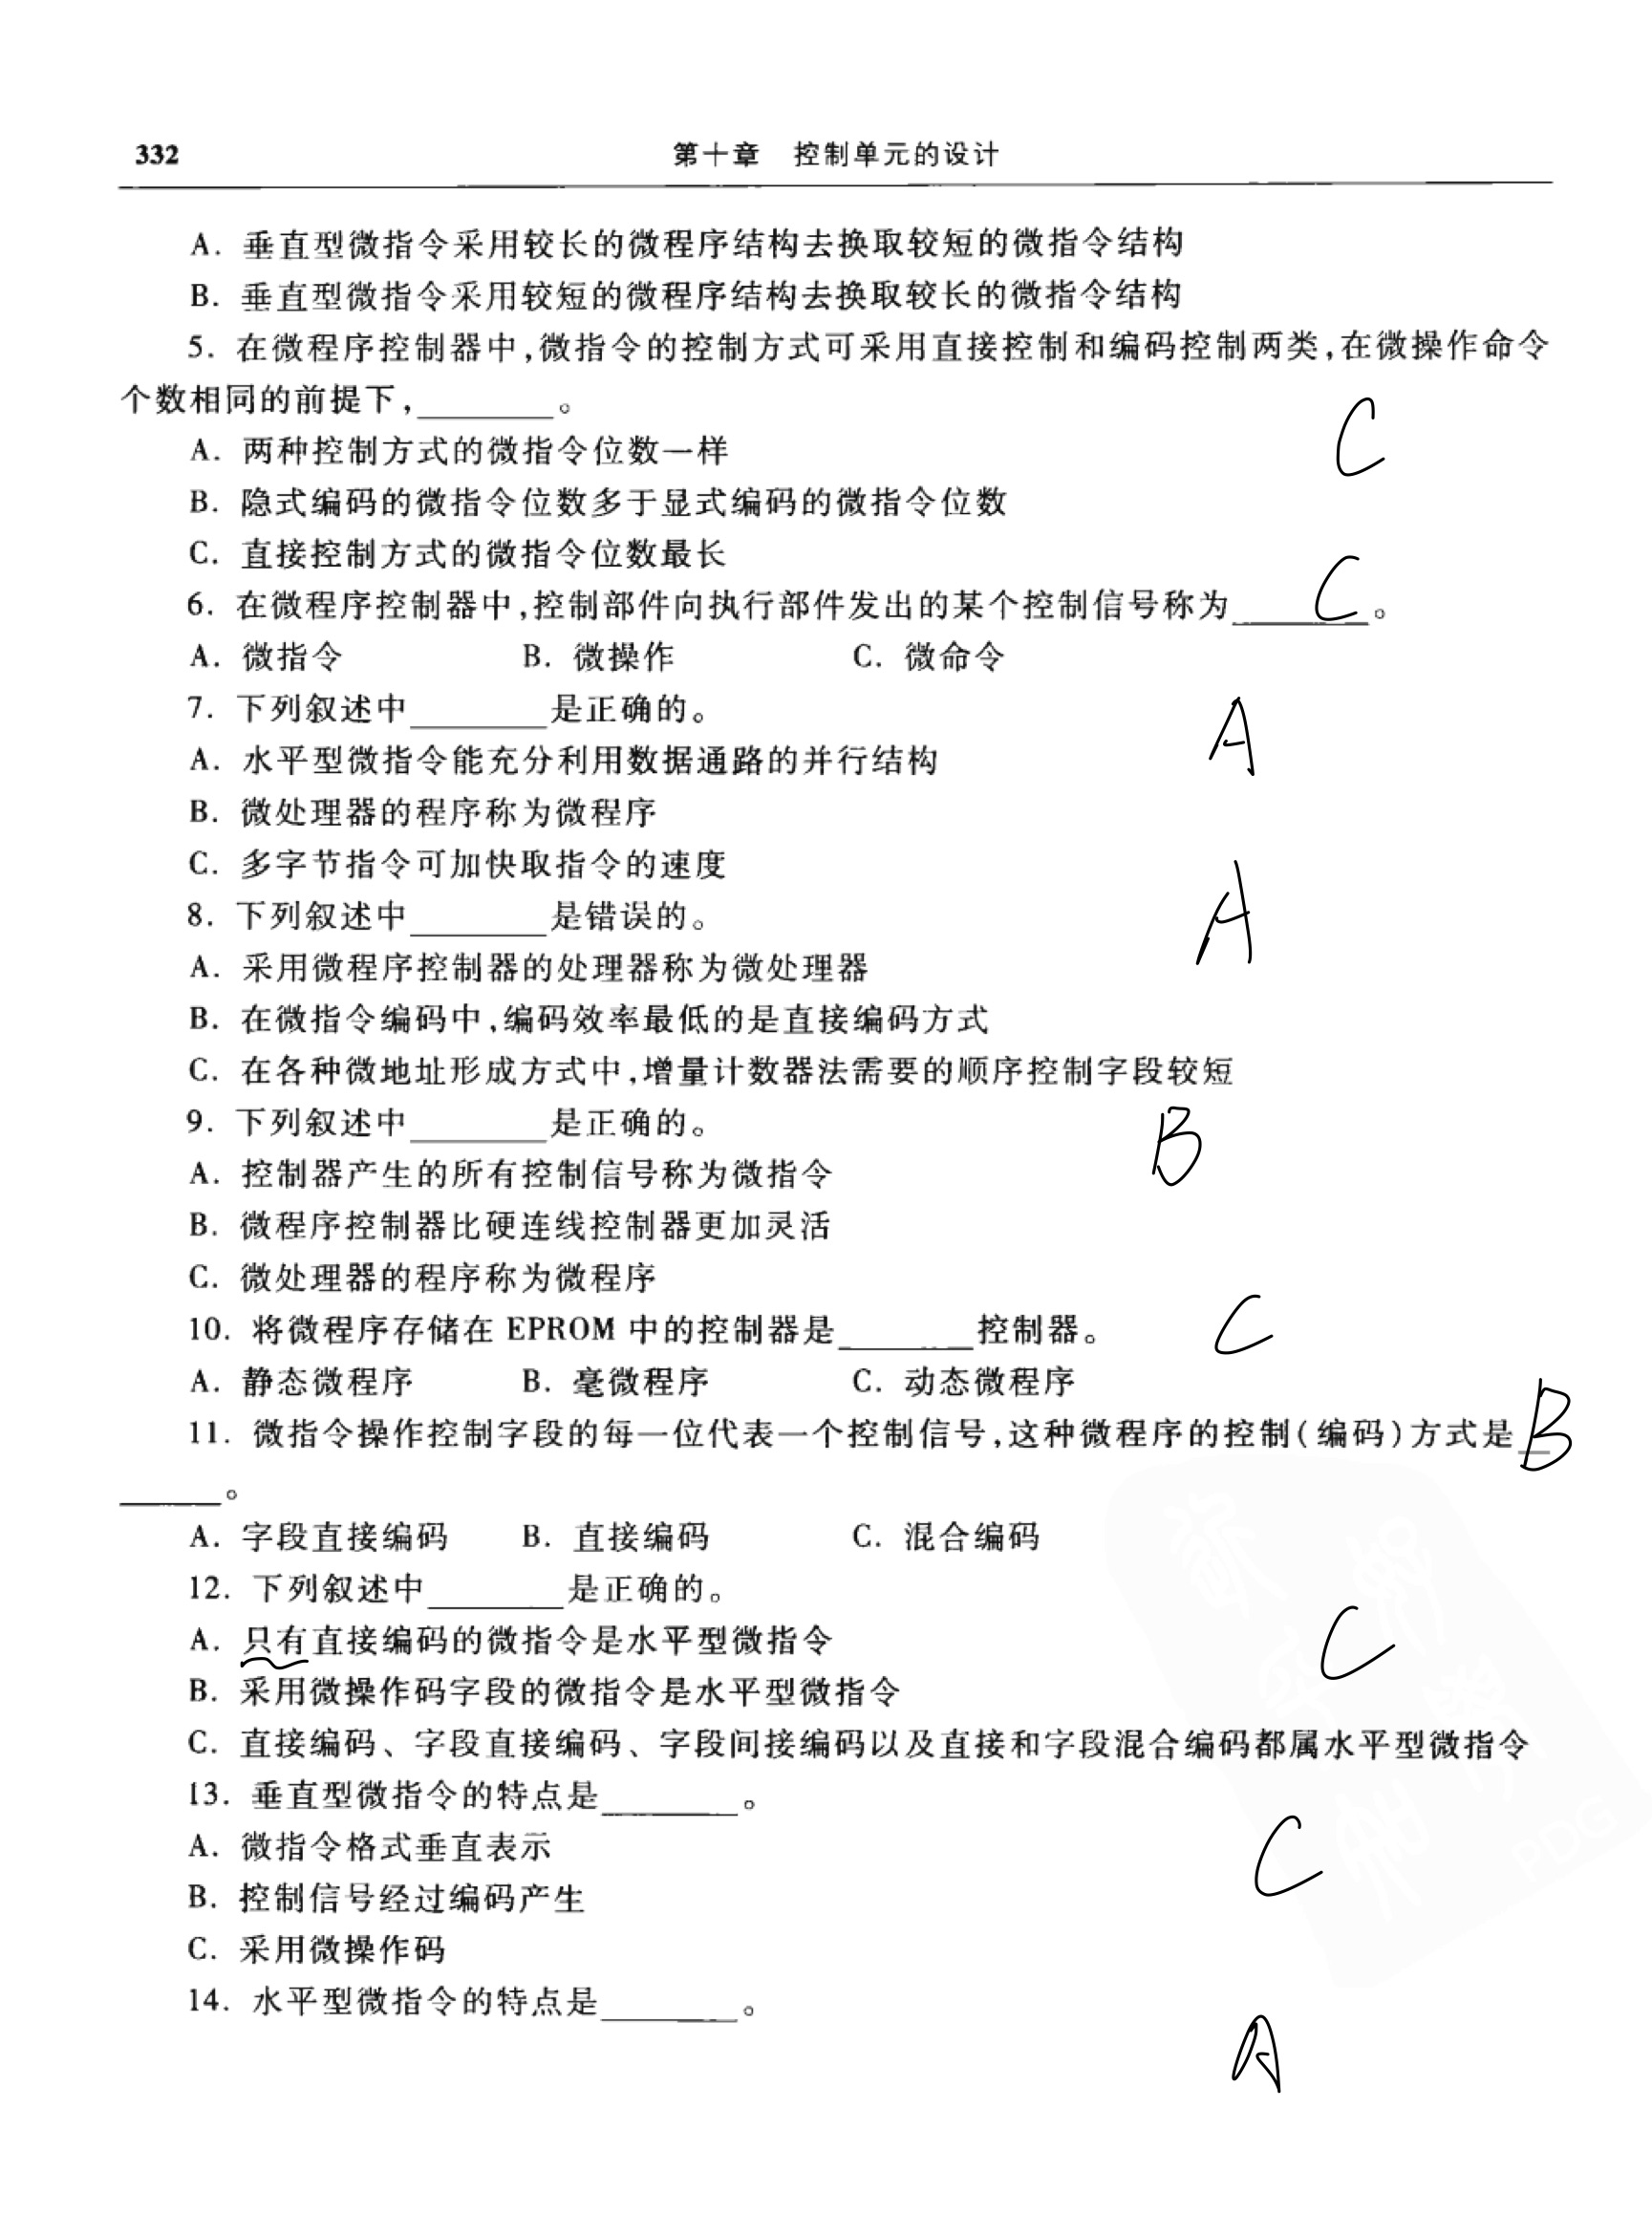 332 第十章 控制单元的设计
A. 垂直型微指令采用较长的微程序结构去换取较短的微指令结构
B. 垂直型微指令采用较短的微程序结构去换取较长的微指令结构
5. 在微程序控制器中,微指令的控制方式可采用直接控制和编码控制两类,在微操作命令
个数相同的前提下,________。
C
A. 两种控制方式的微指令位数一样
B. 隐式编码的微指令位数多于显式编码的微指令位数
C. 直接控制方式的微指令位数最长
6. 在微程序控制器中,控制部件向执行部件发出的某个控制信号称为 C 。
A. 微指令 B. 微操作 C. 微命令
7. 下列叙述中________是正确的。
A
A. 水平型微指令能充分利用数据通路的并行结构
B. 微处理器的程序称为微程序
C. 多字节指令可加快取指令的速度
8. 下列叙述中________是错误的。
A
A. 采用微程序控制器的处理器称为微处理器
B. 在微指令编码中,编码效率最低的是直接编码方式
C. 在各种微地址形成方式中,增量计数器法需要的顺序控制字段较短
9. 下列叙述中________是正确的。
B
A. 控制器产生的所有控制信号称为微指令
B. 微程序控制器比硬连线控制器更加灵活
C. 微处理器的程序称为微程序
10. 将微程序存储在 EPROM 中的控制器是________控制器。
C
A. 静态微程序 B. 毫微程序 C. 动态微程序
11. 微指令操作控制字段的每一位代表一个控制信号,这种微程序的控制(编码)方式是 B
________。
A. 字段直接编码 B. 直接编码 C. 混合编码
12. 下列叙述中________是正确的。
A. 只有直接编码的微指令是水平型微指令
C
B. 采用微操作码字段的微指令是水平型微指令
C. 直接编码、字段直接编码、字段间接编码以及直接和字段混合编码都属水平型微指令
13. 垂直型微指令的特点是________。
A. 微指令格式垂直表示
C
B. 控制信号经过编码产生
C. 采用微操作码
14. 水平型微指令的特点是________。
A
PDG